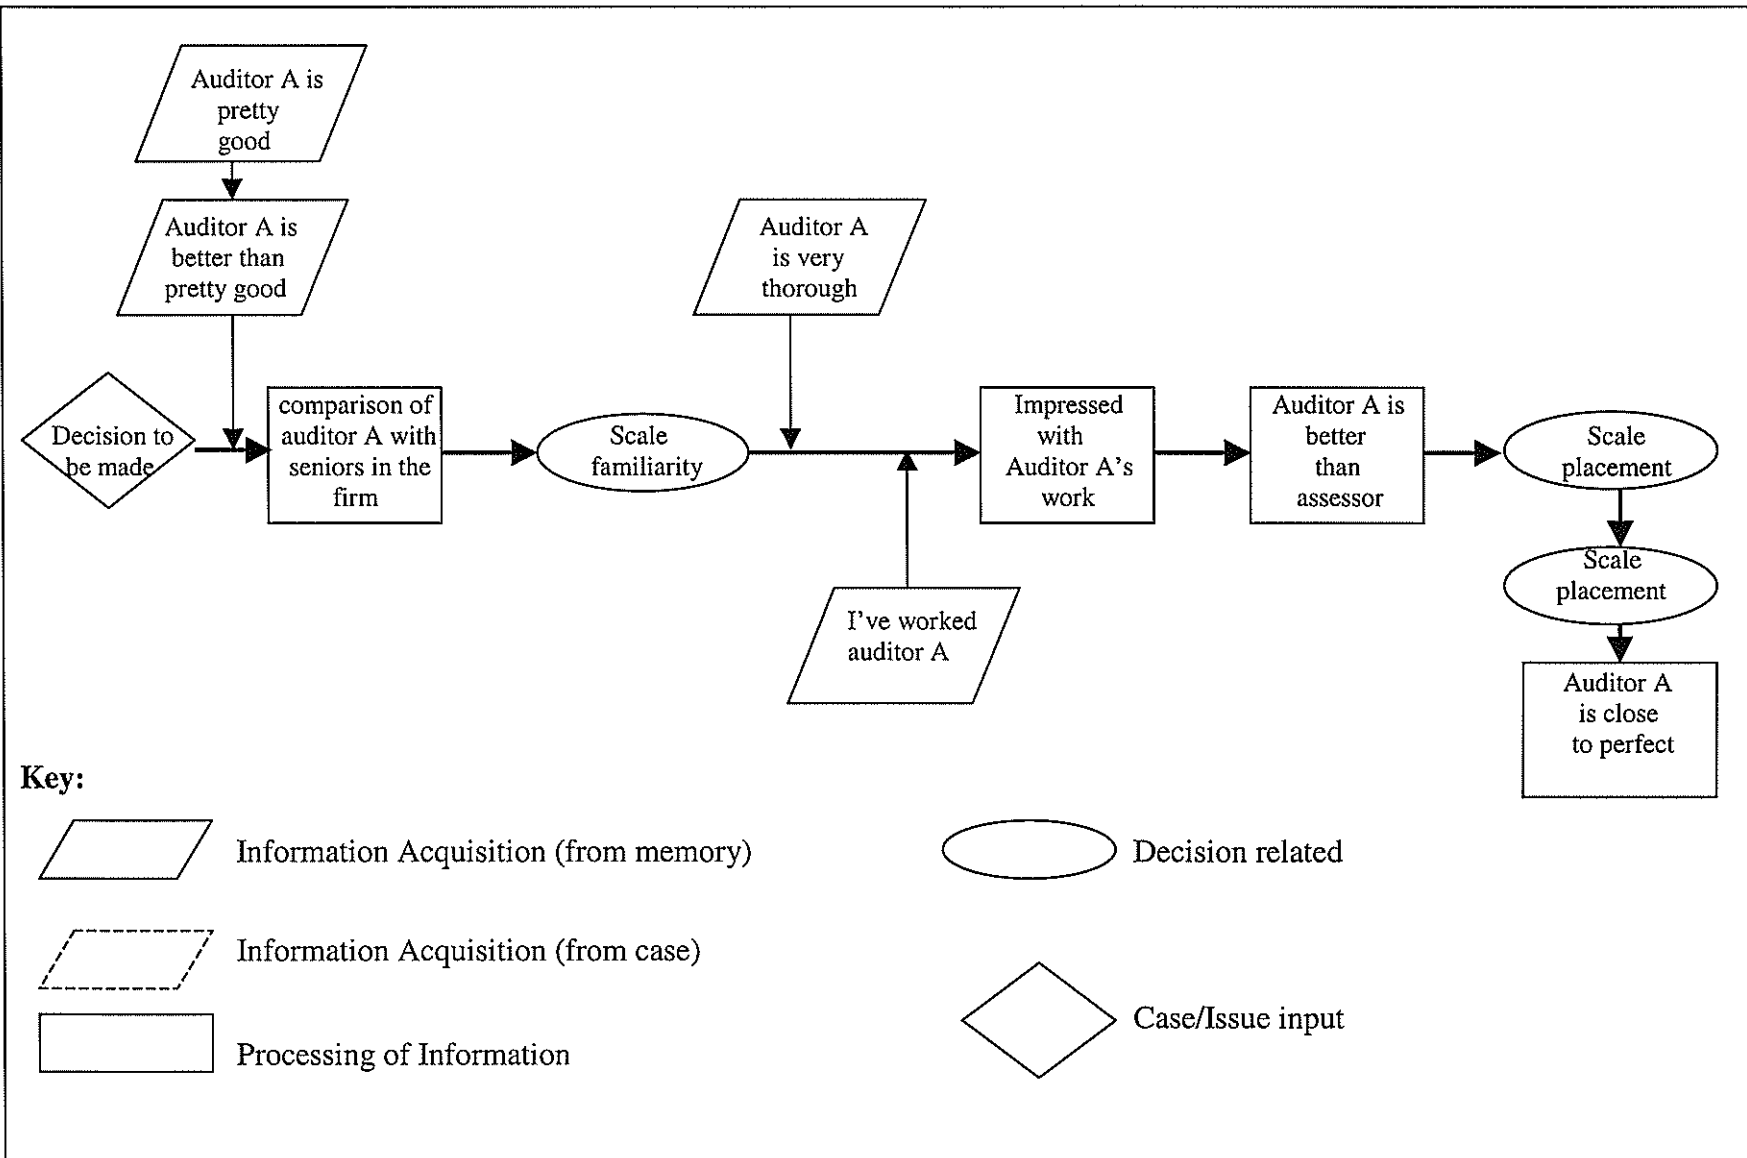 Auditor A is
pretty
good
Auditor A is
better than
pretty good
Auditor A
is very
thorough
Decision to
be made
comparison of
auditor A with
seniors in the
firm
Scale
familiarity
Impressed
with
Auditor A's
work
Auditor A is
better
than
assessor
Scale
placement
Scale
placement
I've worked
auditor A
Auditor A
is close
to perfect
Key:
Information Acquisition (from memory)
Decision related
Information Acquisition (from case)
Case/Issue input
Processing of Information